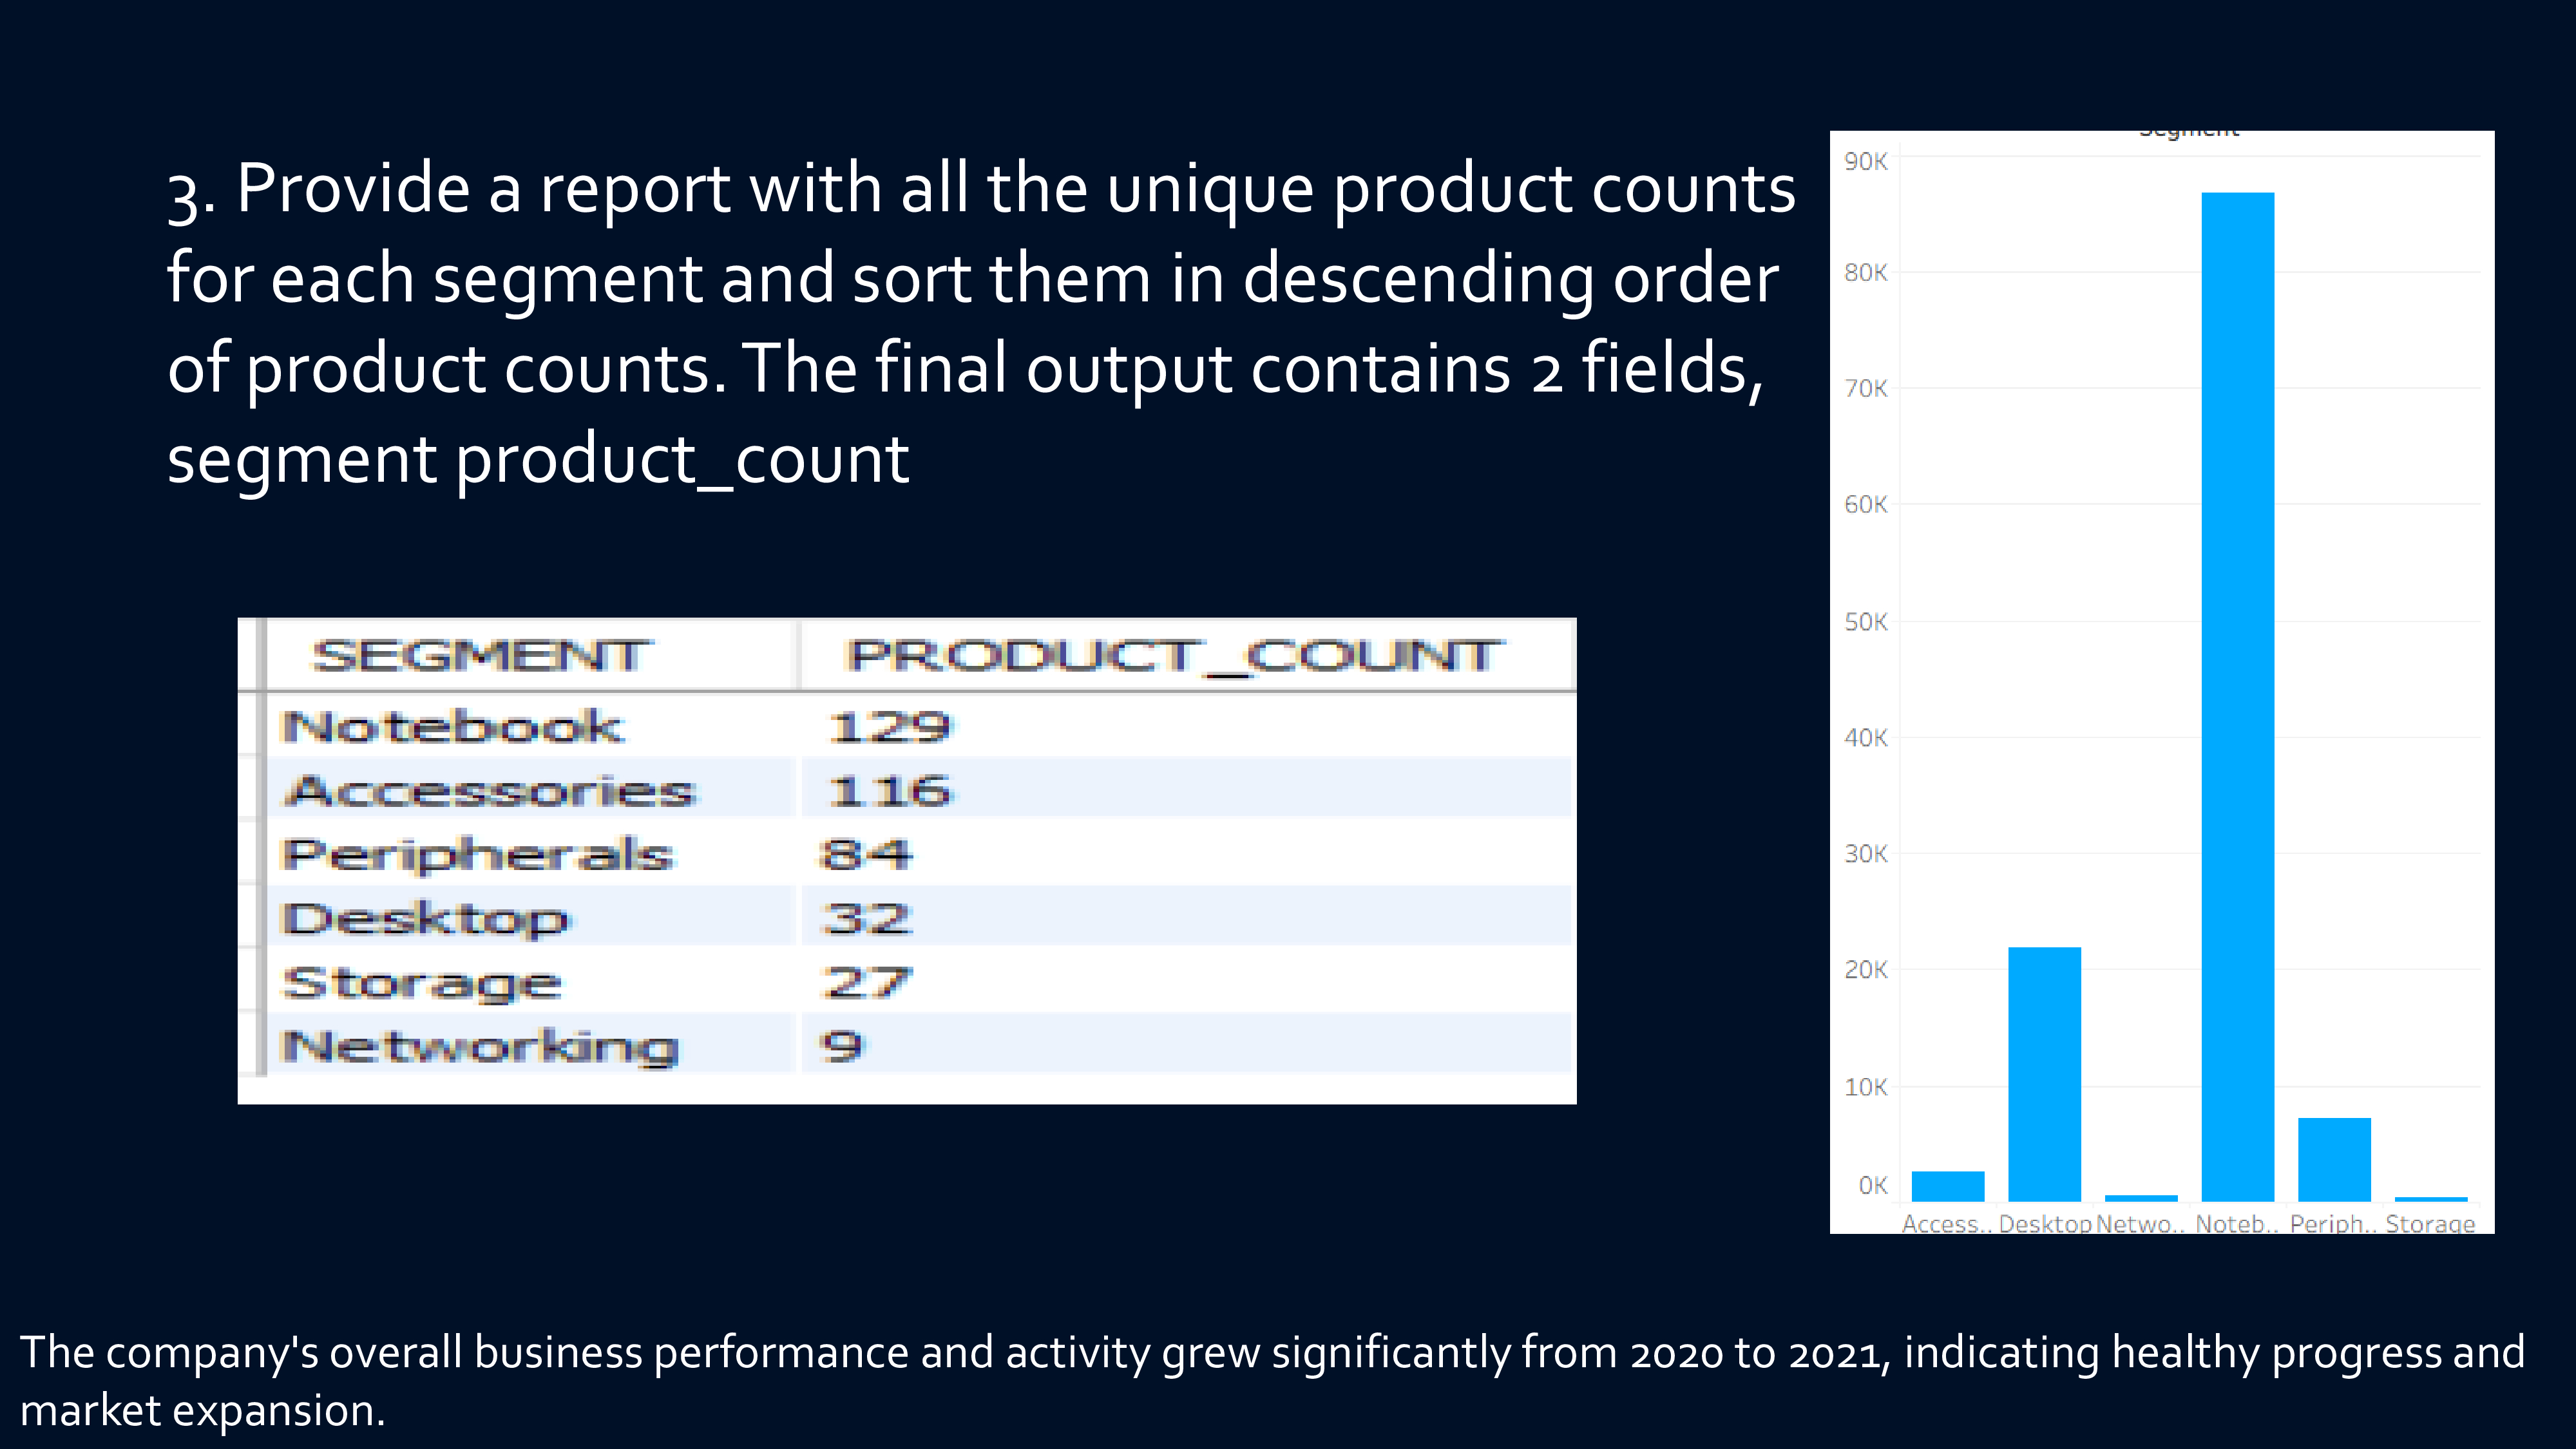 3. Provide a report with all the unique product counts
for each segment and sort them in descending order
of product counts. The final output contains 2 fields,
segment product_count
SEGMENT PRODUCT_COUNT
Notebook 129
Accessories 116
Peripherals 84
Desktop 32
Storage 27
Networking 9
Segment
90K
80K
70K
60K
50K
40K
30K
20K
10K
0K
Access.. Desktop Netwo.. Noteb.. Periph.. Storage
The company's overall business performance and activity grew significantly from 2020 to 2021, indicating healthy progress and
market expansion.